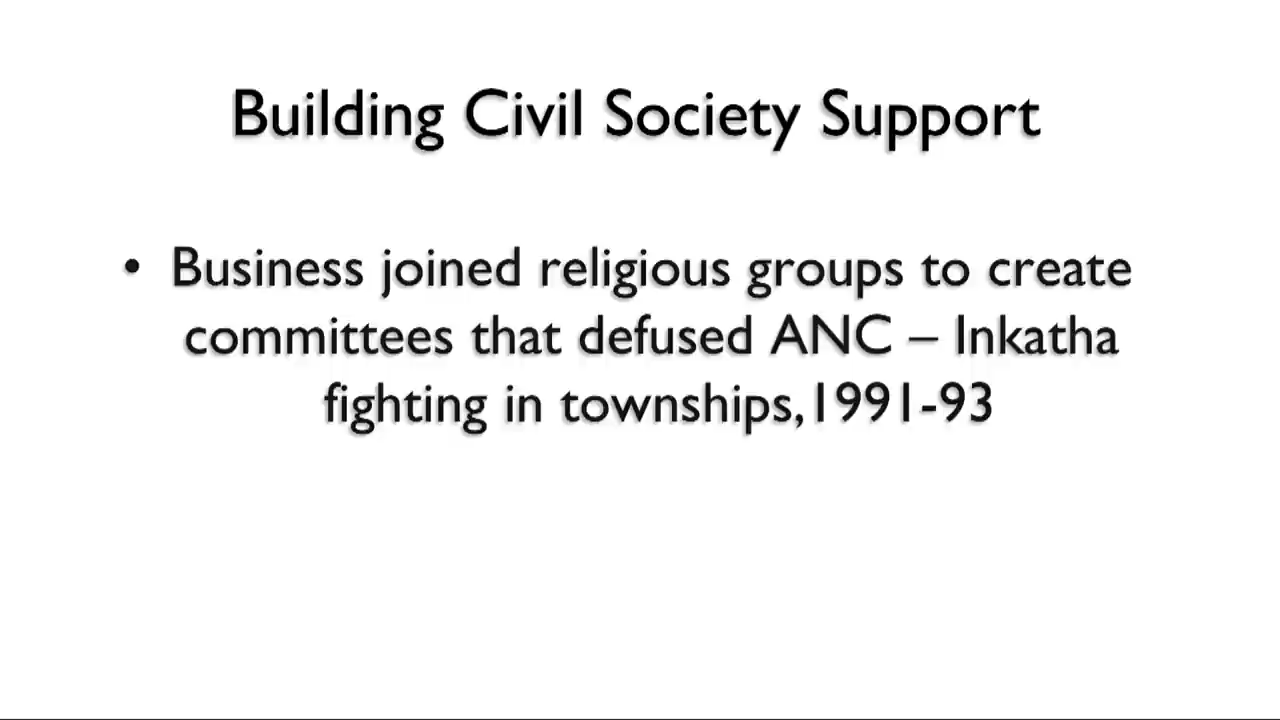 Building Civil Society Support
• Business joined religious groups to create
committees that defused ANC – Inkatha
fighting in townships,1991-93